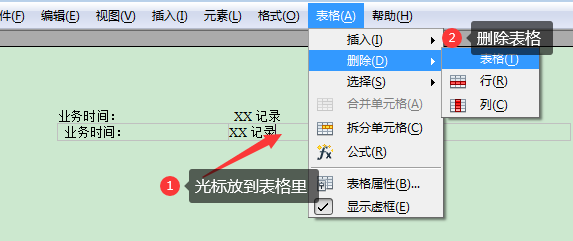 件(F) 编辑(E) 视图(V) 插入(I) 元素(L) 格式(O) 表格(A) 帮助(H)
插入(I)
2 删除表格
删除(D)
表格(T)
选择(S)
行(R)
合并单元格(A)
列(C)
业务时间： XX 记录
业务时间： XX 记录
拆分单元格(C)
公式(R)
1 光标放到表格里
表格属性(B)...
显示虚框(E)